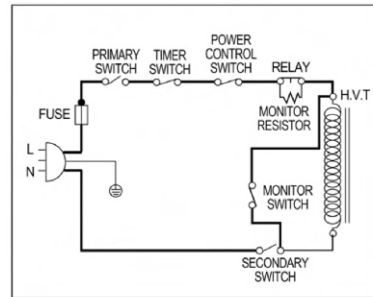 PRIMARY
SWITCH
TIMER
SWITCH
POWER
CONTROL
SWITCH
RELAY
MONITOR
RESISTOR
H.V.T
FUSE
L
N
MONITOR
SWITCH
SECONDARY
SWITCH